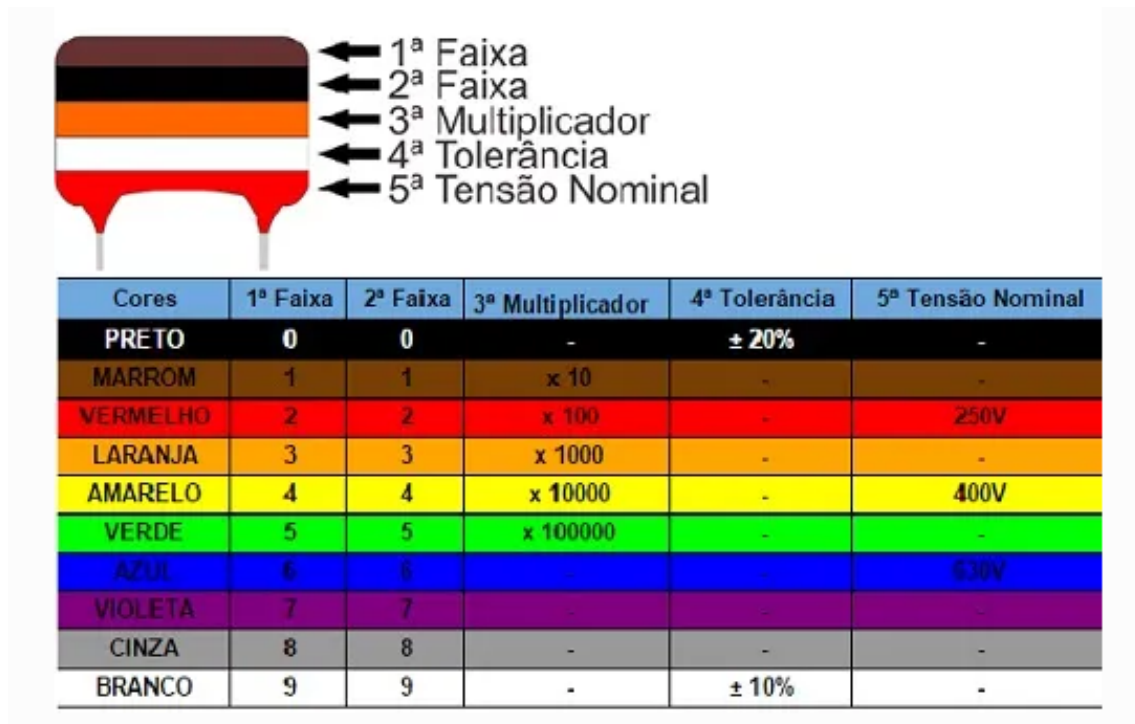 1ª Faixa
2ª Faixa
3ª Multiplicador
4ª Tolerância
5ª Tensão Nominal
Cores 1ª Faixa 2ª Faixa 3ª Multiplicador 4ª Tolerância 5ª Tensão Nominal
PRETO 0 0 - ± 20% -
MARROM 1 1 x 10 - -
VERMELHO 2 2 x 100 - 250V
LARANJA 3 3 x 1000 - -
AMARELO 4 4 x 10000 - 400V
VERDE 5 5 x 100000 - -
AZUL 6 6 - - 630V
VIOLETA 7 7 - - -
CINZA 8 8 - - -
BRANCO 9 9 - ± 10% -